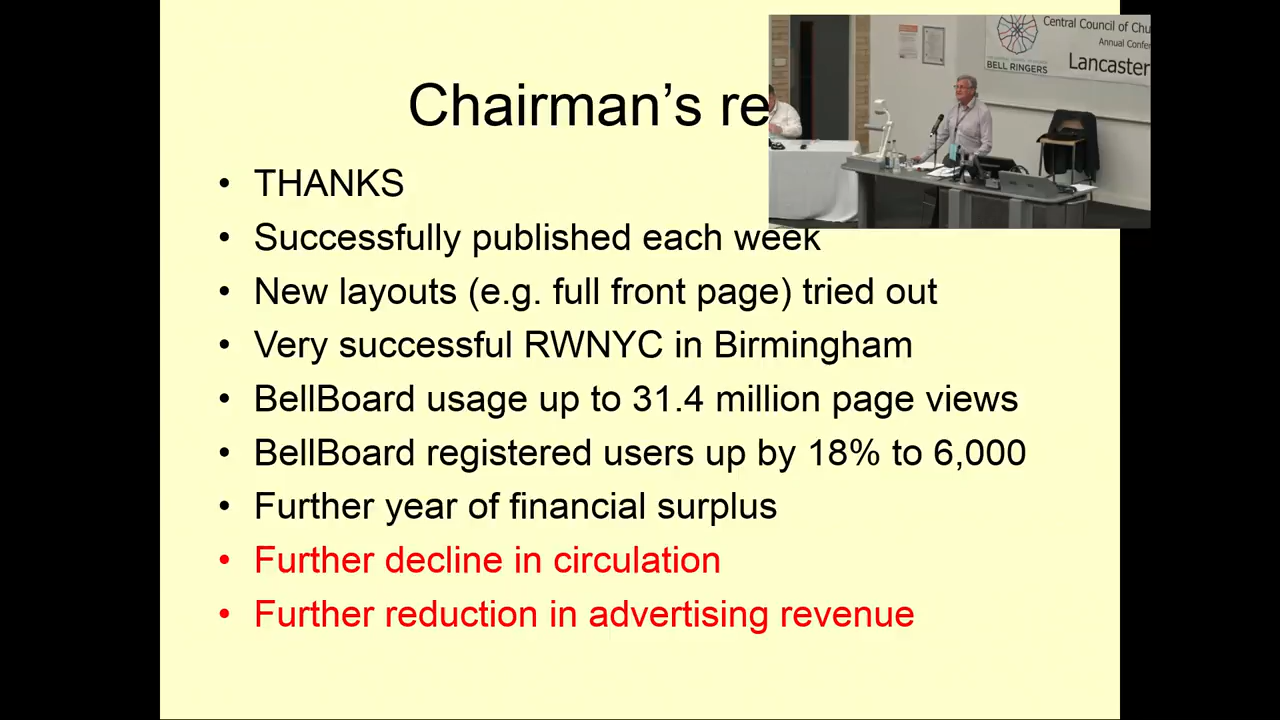 Chairman's re
• THANKS
• Successfully published each week
• New layouts (e.g. full front page) tried out
• Very successful RWNYC in Birmingham
• BellBoard usage up to 31.4 million page views
• BellBoard registered users up by 18% to 6,000
• Further year of financial surplus
• Further decline in circulation
• Further reduction in advertising revenue
Central Council of Chu
Annual Confe
BELL RINGERS
Lancaster